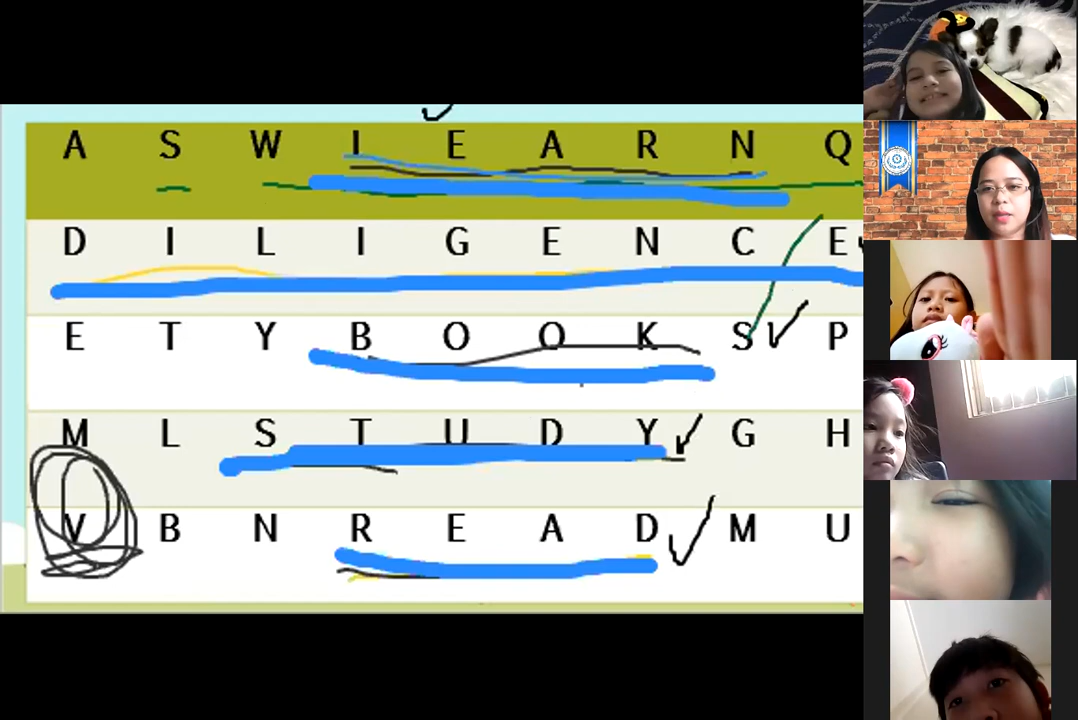 A S W I E A R N Q
D I L I G E N C E
E T Y B O O K S P
M L S T U D Y G H
V B N R E A D M U